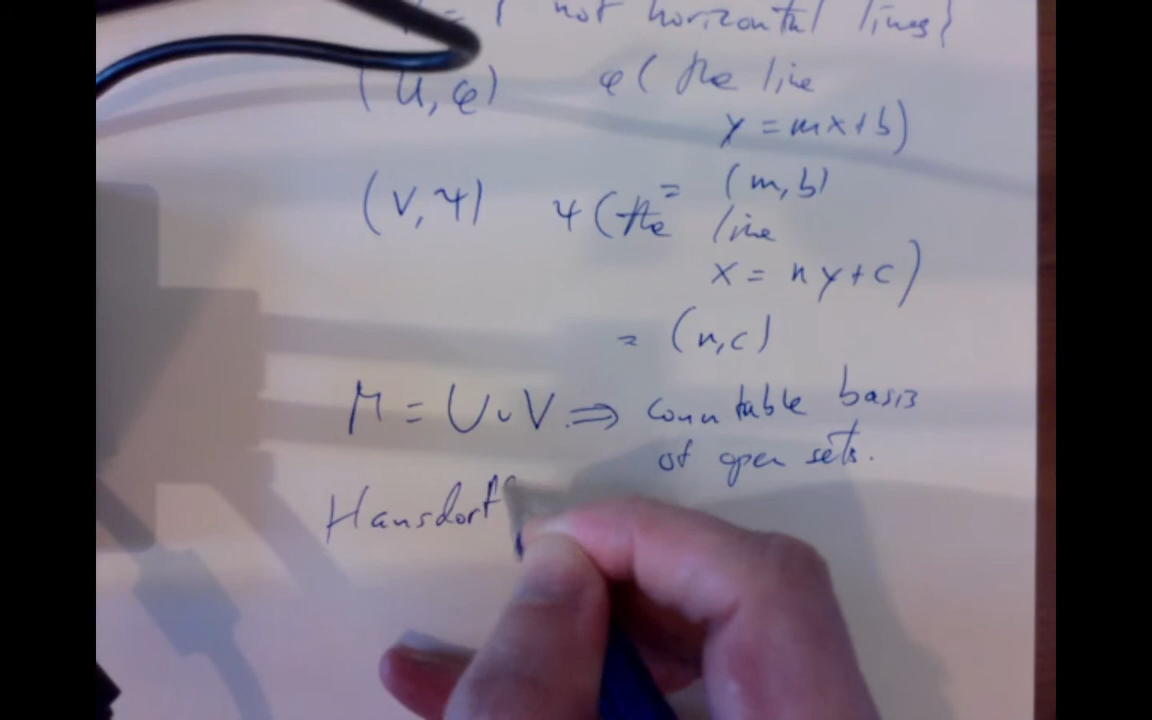 = { not horizontal lines}
(U, φ) φ( the line
y = mx+b)
= (m, b)
(V, Ψ) Ψ(the line
x = ny + c)
= (n, c)
M = U ∪ V. ⇒ countable basis
of open sets.
Hausdorff